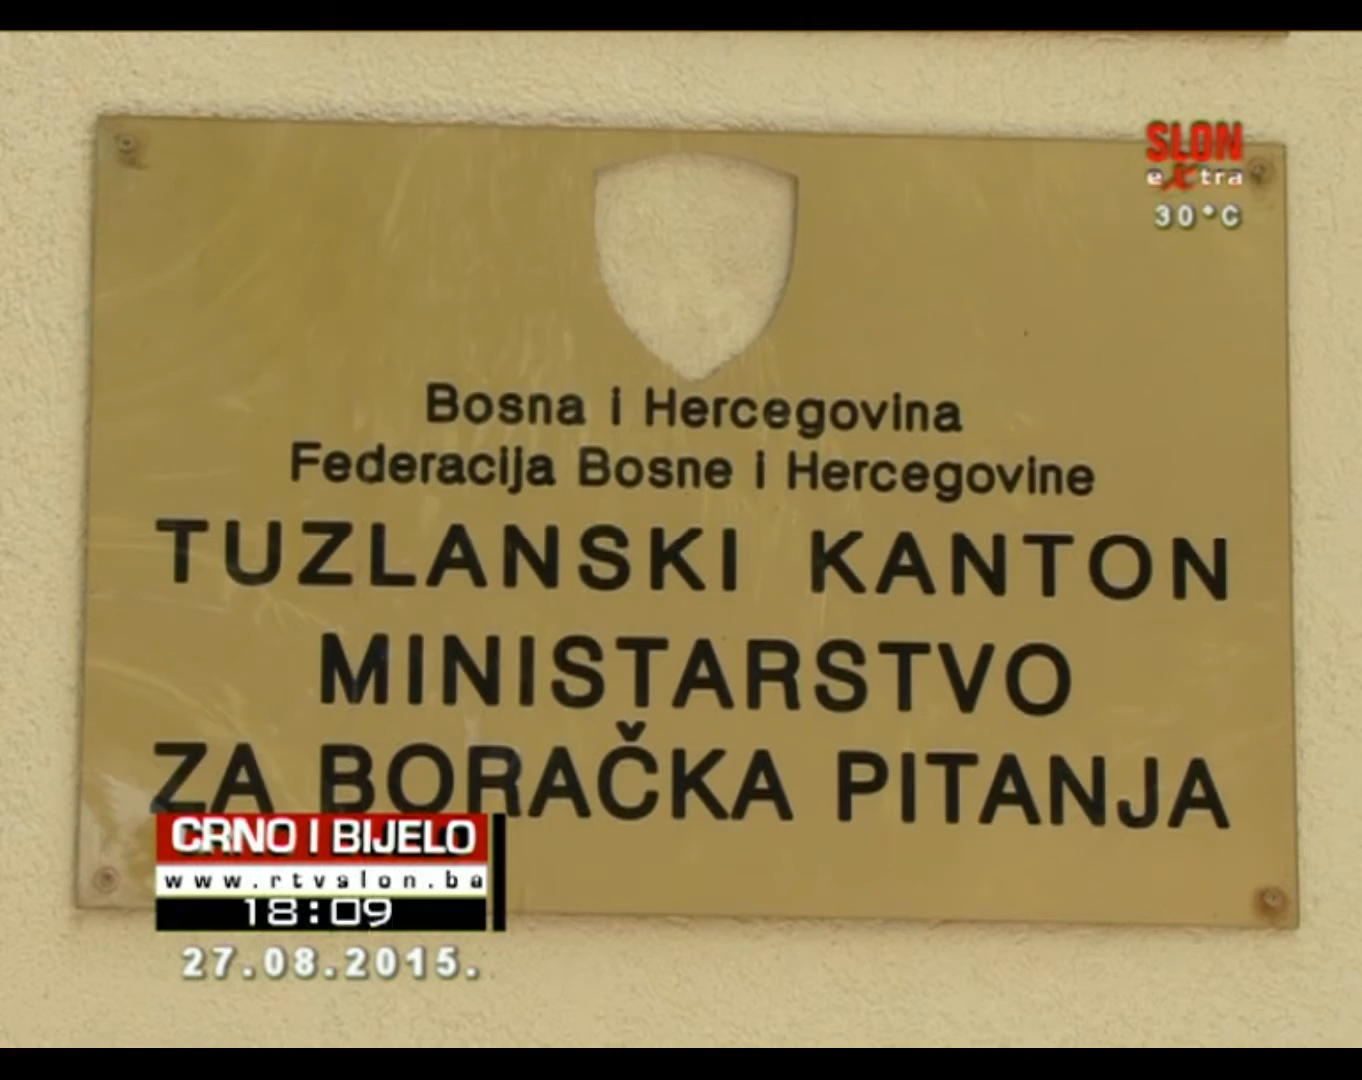 SLON
extra
30°C
Bosna i Hercegovina
Federacija Bosne i Hercegovine
TUZLANSKI KANTON
MINISTARSTVO
ZA BORAČKA PITANJA
CRNO I BIJELO
www.rtvslon.ba
18:09
27.08.2015.